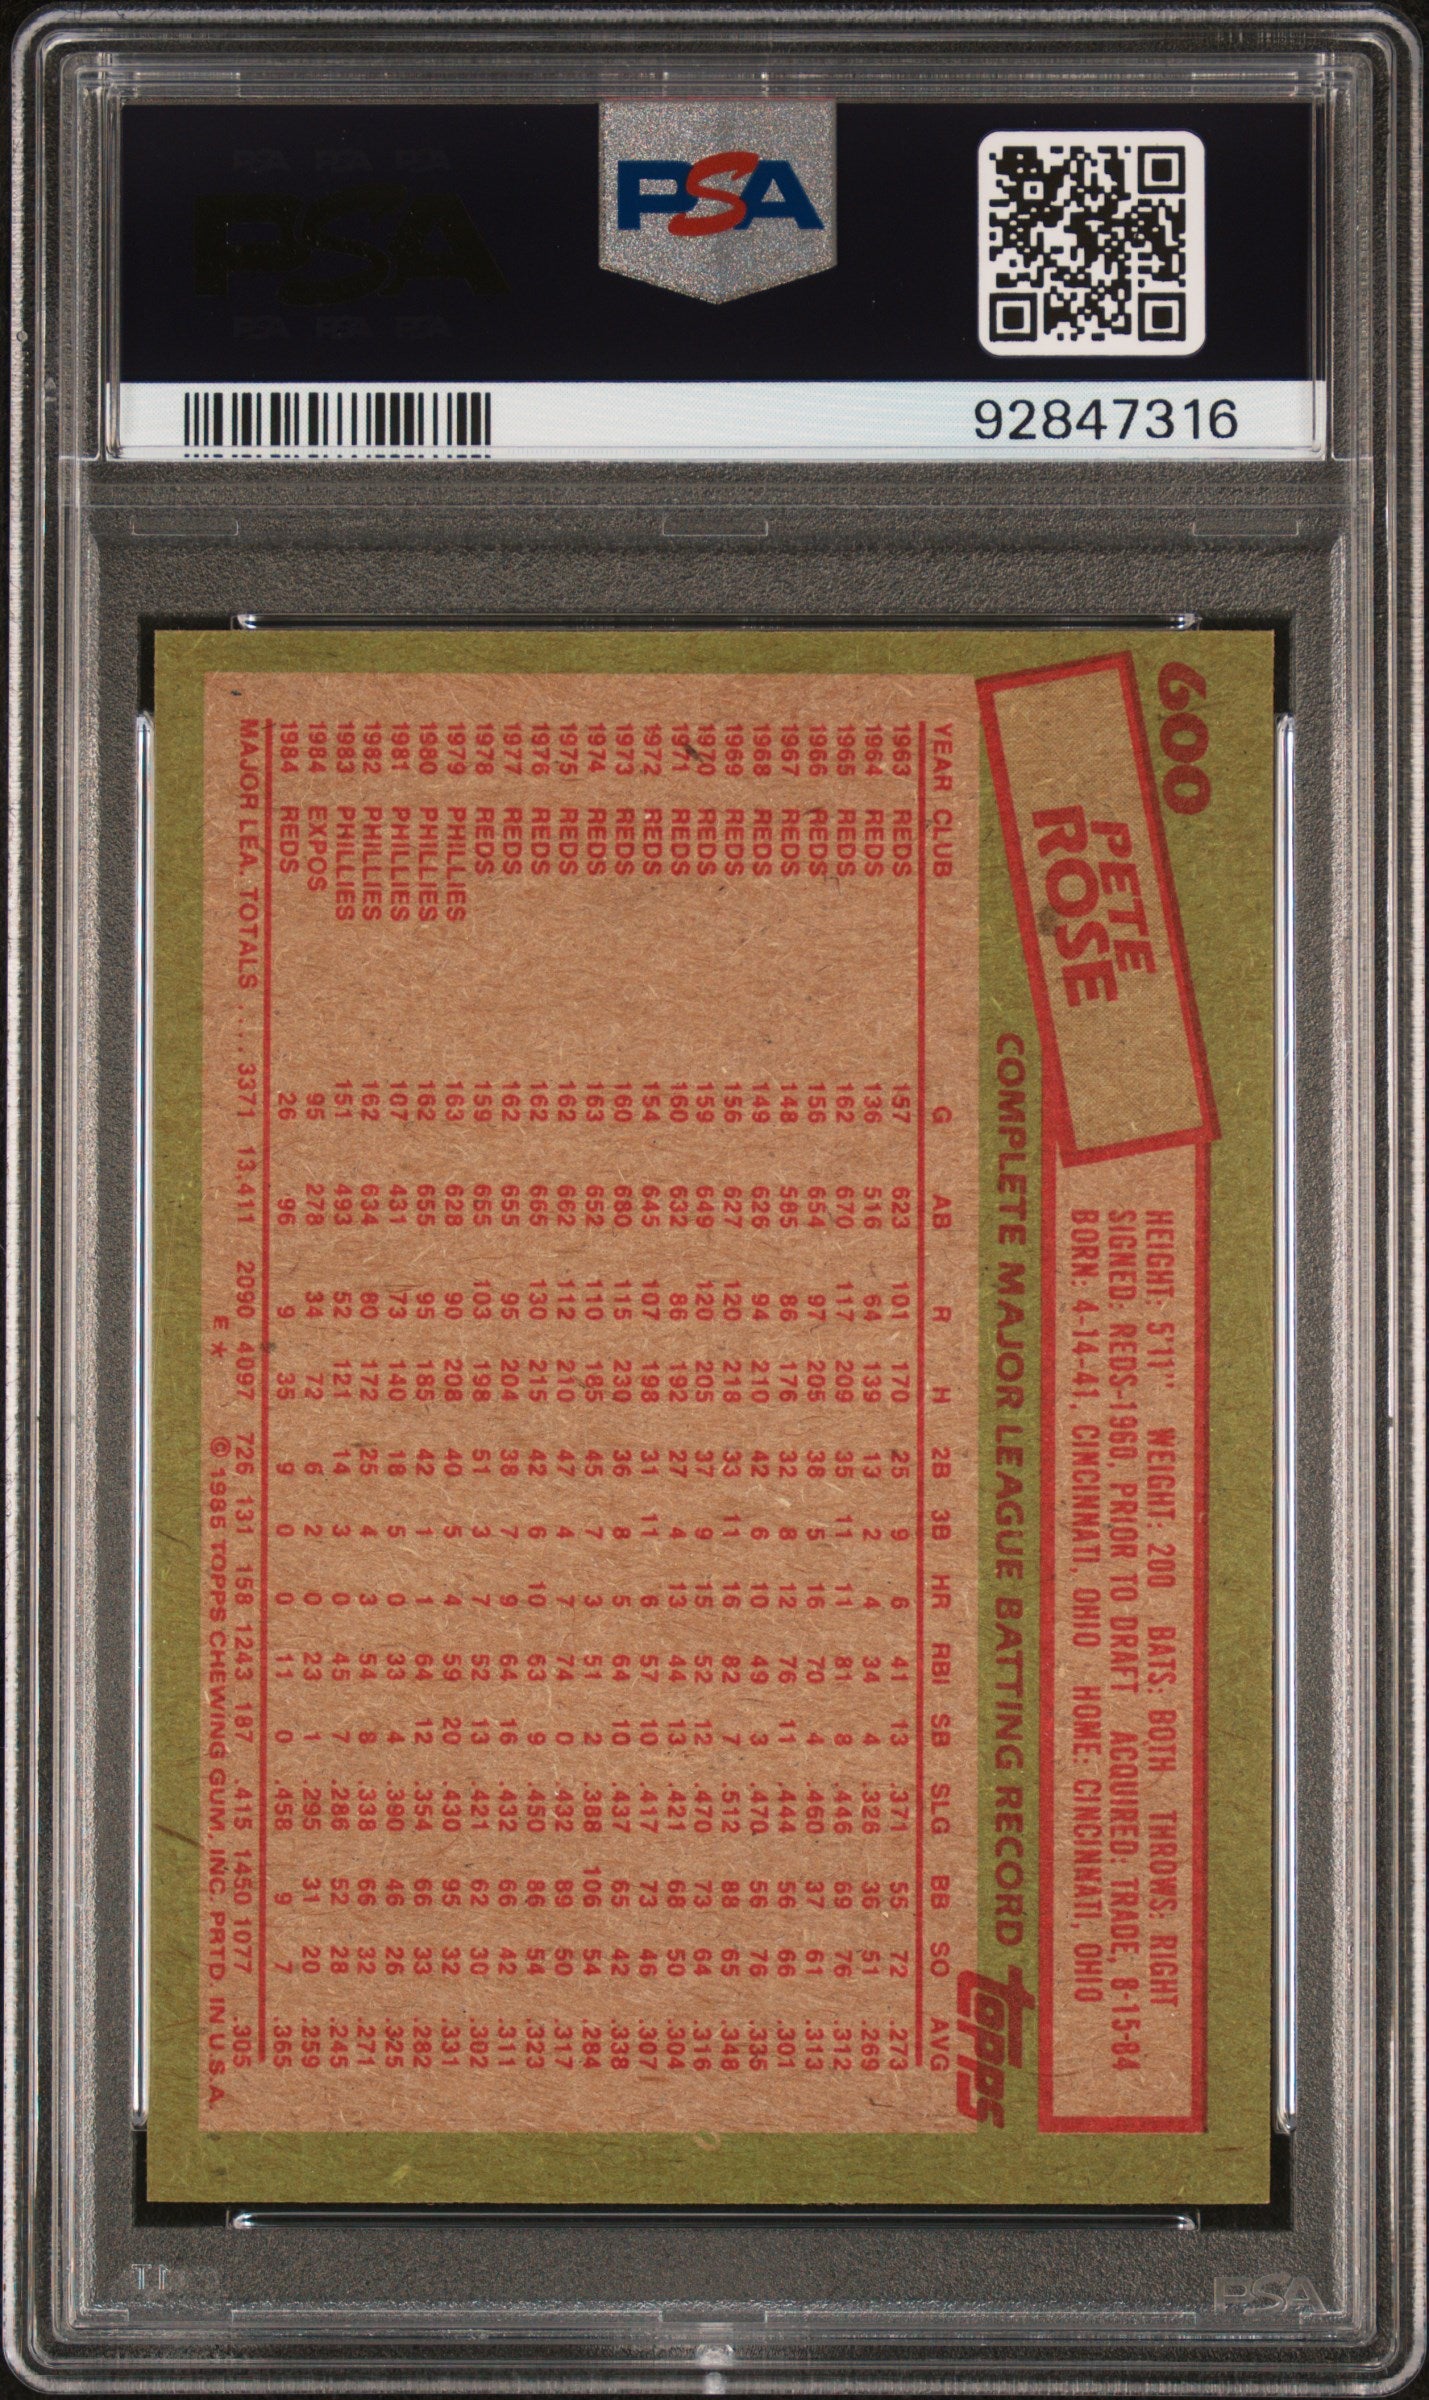 PSA
92847316
600
PETE
ROSE
HEIGHT: 5'11" WEIGHT: 200 BATS: BOTH THROWS: RIGHT
SIGNED: REDS-1960, PRIOR TO DRAFT ACQUIRED: TRADE, 8-15-84
BORN: 4-14-41, CINCINNATI, OHIO HOME: CINCINNATI, OHIO
COMPLETE MAJOR LEAGUE BATTING RECORD
topps
YEAR CLUB G AB R H 2B 3B HR RBI SB SLG BB SO AVG
1963 REDS 157 623 101 170 25 9 6 41 13 .371 55 72 .273
1964 REDS 136 516 64 139 13 2 4 34 4 .326 36 51 .269
1965 REDS 162 670 117 209 35 11 11 81 8 .446 69 76 .312
1966 REDS 156 654 97 205 38 5 16 70 4 .460 37 61 .313
1967 REDS 148 585 86 176 32 8 12 76 11 .444 56 66 .301
1968 REDS 149 626 94 210 42 6 10 49 3 .470 56 76 .335
1969 REDS 156 627 120 218 33 11 16 82 7 .512 88 65 .348
1970 REDS 159 649 120 205 37 9 15 52 12 .470 73 64 .316
1971 REDS 160 632 86 192 27 4 13 44 13 .421 68 50 .304
1972 REDS 154 645 107 198 31 11 6 57 10 .417 73 46 .307
1973 REDS 160 680 115 230 36 8 5 64 10 .437 65 42 .338
1974 REDS 163 652 110 185 45 7 3 51 2 .388 106 54 .284
1975 REDS 162 662 112 210 47 4 7 74 0 .432 89 50 .317
1976 REDS 162 665 130 215 42 6 10 63 9 .450 86 54 .323
1977 REDS 162 655 95 204 38 7 9 64 16 .432 66 42 .311
1978 REDS 159 655 103 198 51 3 7 52 13 .421 62 30 .302
1979 PHILLIES 163 628 90 208 40 5 4 59 20 .430 95 32 .331
1980 PHILLIES 162 655 95 185 42 1 1 64 12 .354 66 33 .282
1981 PHILLIES 107 431 73 140 18 5 0 33 4 .390 46 26 .325
1982 PHILLIES 162 634 80 172 25 4 3 54 8 .338 66 32 .271
1983 PHILLIES 151 493 52 121 14 3 0 45 7 .286 52 28 .245
1984 EXPOS 95 278 34 72 6 2 0 23 1 .295 31 20 .259
1984 REDS 26 96 9 35 9 0 0 11 0 .458 9 7 .365
MAJOR LEA. TOTALS .... 3371 13,411 2090 4097 726 131 158 1243 187 .415 1450 1077 .305
E* © 1985 TOPPS CHEWING GUM, INC. PRTD. IN U.S.A.
PSA